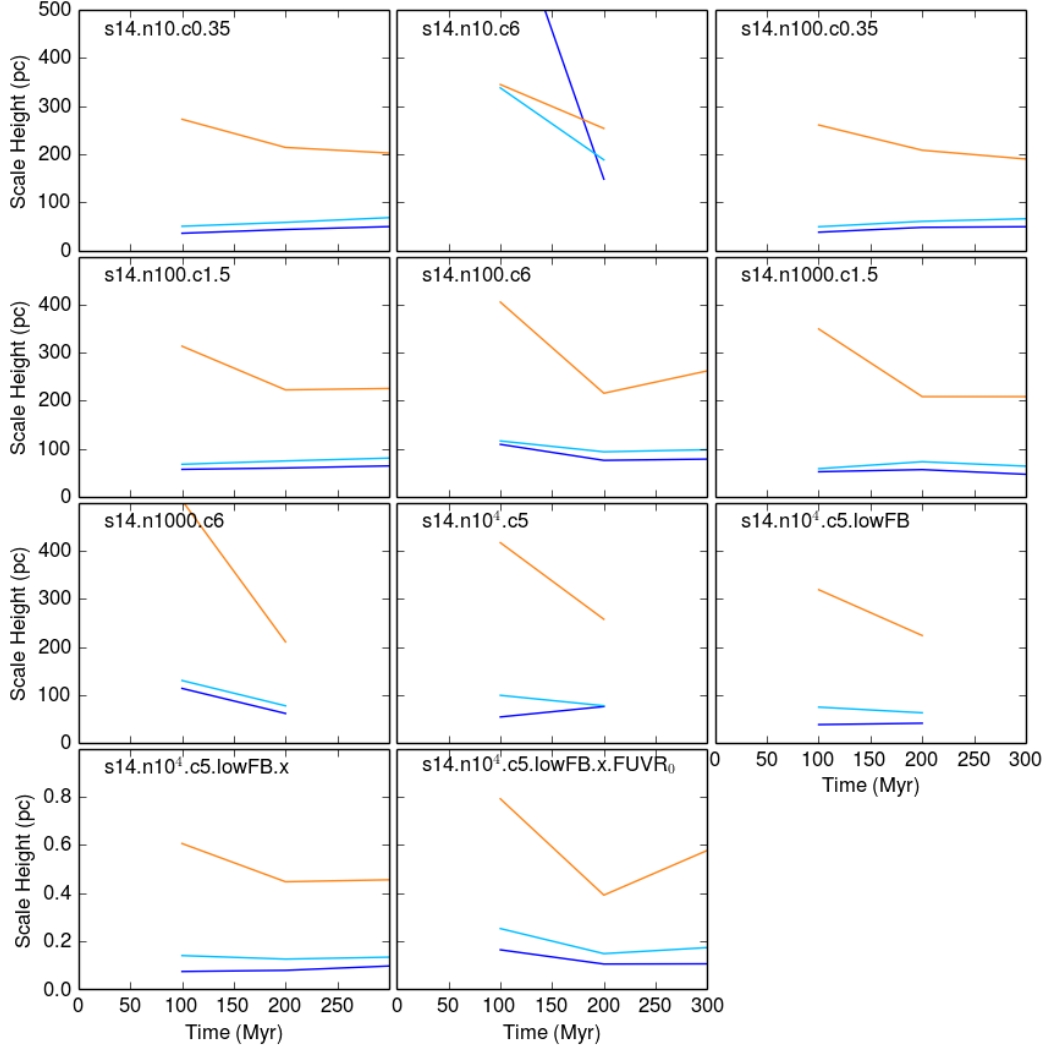 s14.n10.c0.35
s14.n10.c6
s14.n100.c0.35
500
400
300
200
100
0
Scale Height (pc)
s14.n100.c1.5
s14.n100.c6
s14.n1000.c1.5
400
300
200
100
0
Scale Height (pc)
s14.n1000.c6
s14.n10⁴.c5
s14.n10⁴.c5.lowFB
400
300
200
100
0
Scale Height (pc)
0 50 100 150 200 250 300
Time (Myr)
s14.n10⁴.c5.lowFB.x
s14.n10⁴.c5.lowFB.x.FUVR₀
0.8
0.6
0.4
0.2
0.0
Scale Height (pc)
0 50 100 150 200 250
0 50 100 150 200 250 300
Time (Myr)
Time (Myr)